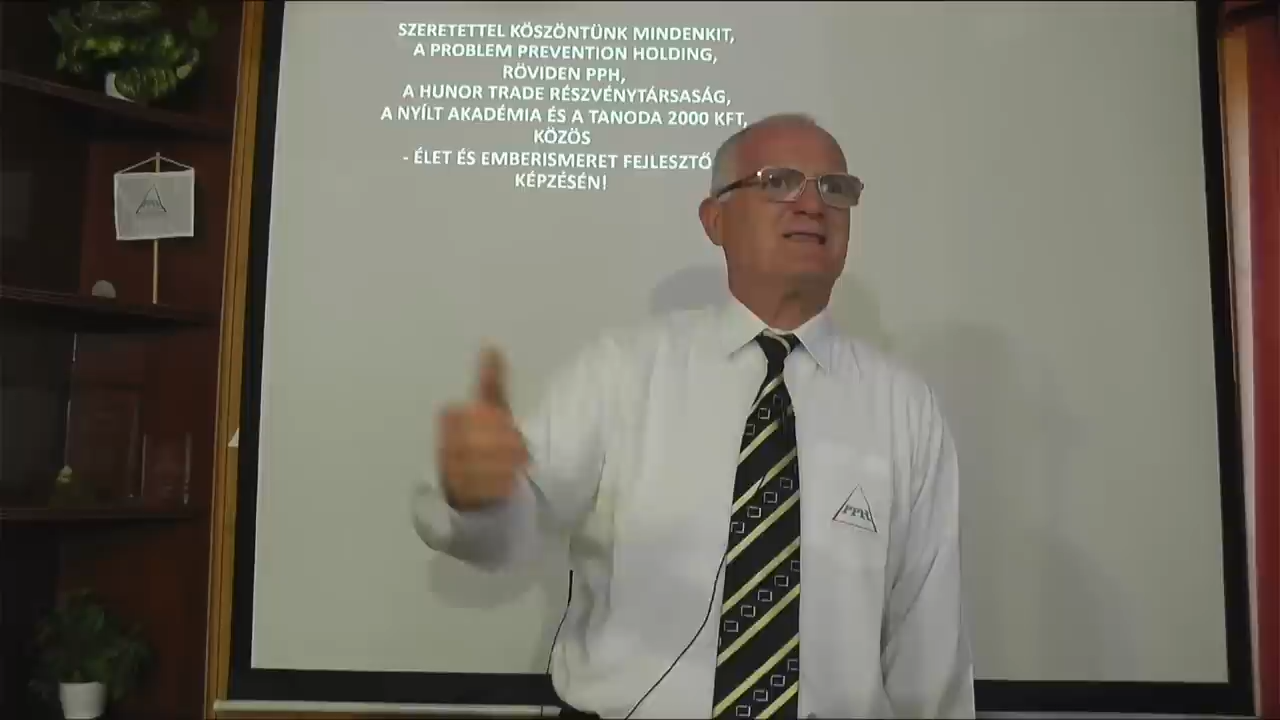 SZERETETTEL KÖSZÖNTÜNK MINDENKIT,
A PROBLEM PREVENTION HOLDING,
RÖVIDEN PPH,
A HUNOR TRADE RÉSZVÉNYTÁRSASÁG,
A NYÍLT AKADÉMIA ÉS A TANODA 2000 KFT,
KÖZÖS
- ÉLET ÉS EMBERISMERET FEJLESZTŐ
KÉPZÉSÉN!
PPH
PPH